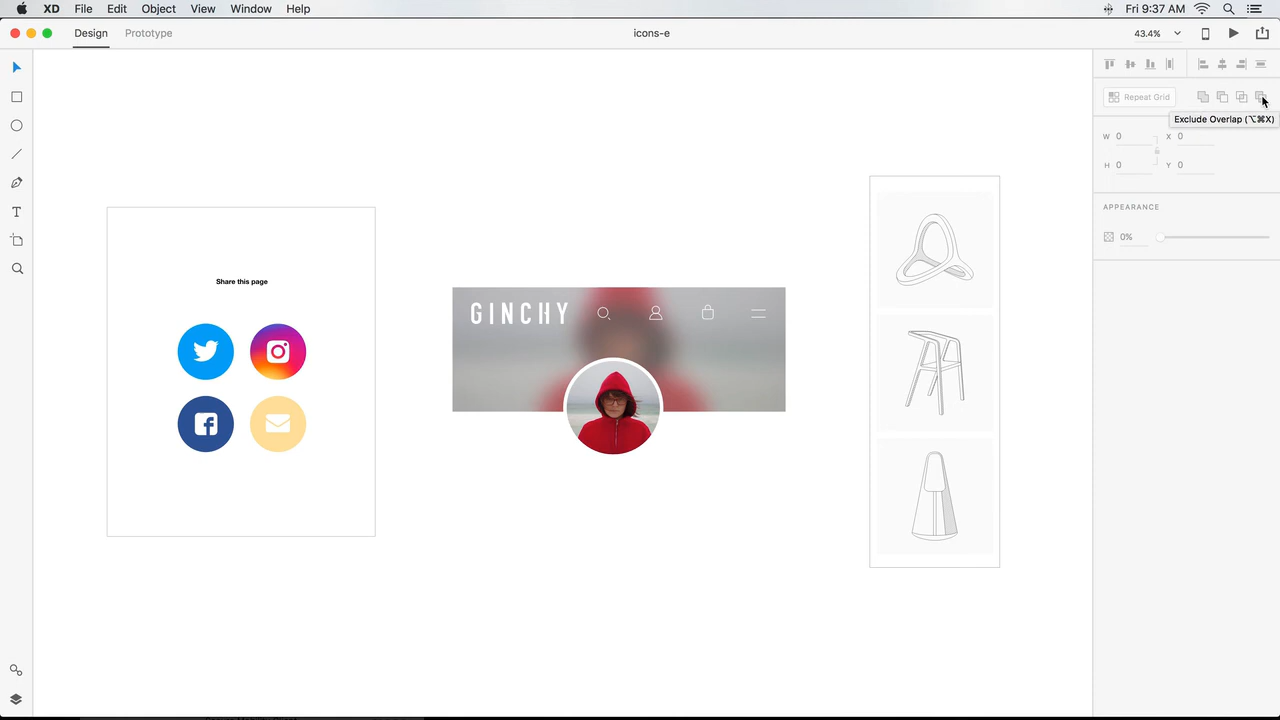 XD File Edit Object View Window Help
Fri 9:37 AM
Design Prototype
icons-e
43.4%
Repeat Grid
Exclude Overlap (⌥⌘X)
W 0 X 0
H 0 Y 0
APPEARANCE
0%
Share this page
GINCHY